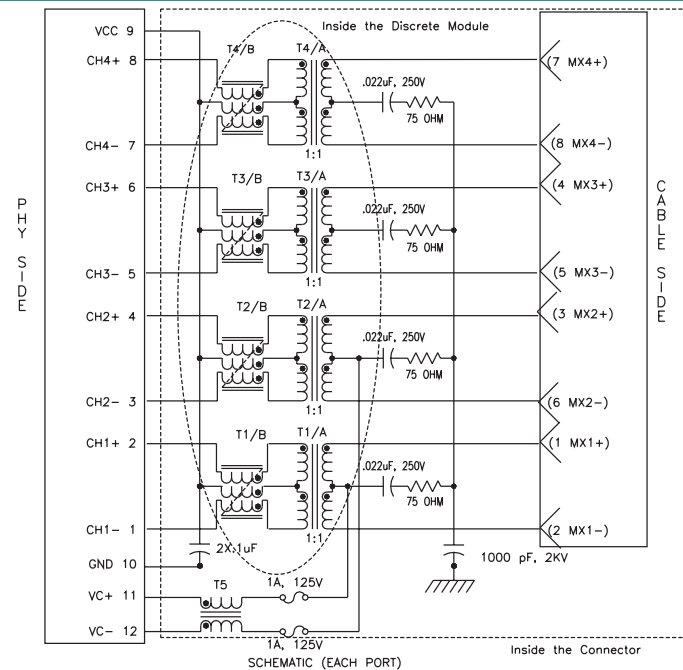 Inside the Discrete Module
VCC 9
T4/B T4/A
CH4+ 8
(7 MX4+)
.022uF, 250V
75 OHM
CH4- 7
(8 MX4-)
1:1
CH3+ 6
T3/B T3/A
(4 MX3+)
.022uF, 250V
75 OHM
CH3- 5
(5 MX3-)
1:1
CH2+ 4
T2/B T2/A
(3 MX2+)
.022uF, 250V
75 OHM
CH2- 3
(6 MX2-)
1:1
CH1+ 2
T1/B T1/A
(1 MX1+)
.022uF, 250V
75 OHM
CH1- 1
(2 MX1-)
1:1
2X.1uF
1000 pF, 2KV
GND 10
T5
1A, 125V
VC+ 11
VC- 12
1A, 125V
Inside the Connector
SCHEMATIC (EACH PORT)
PHY SIDE
CABLE SIDE